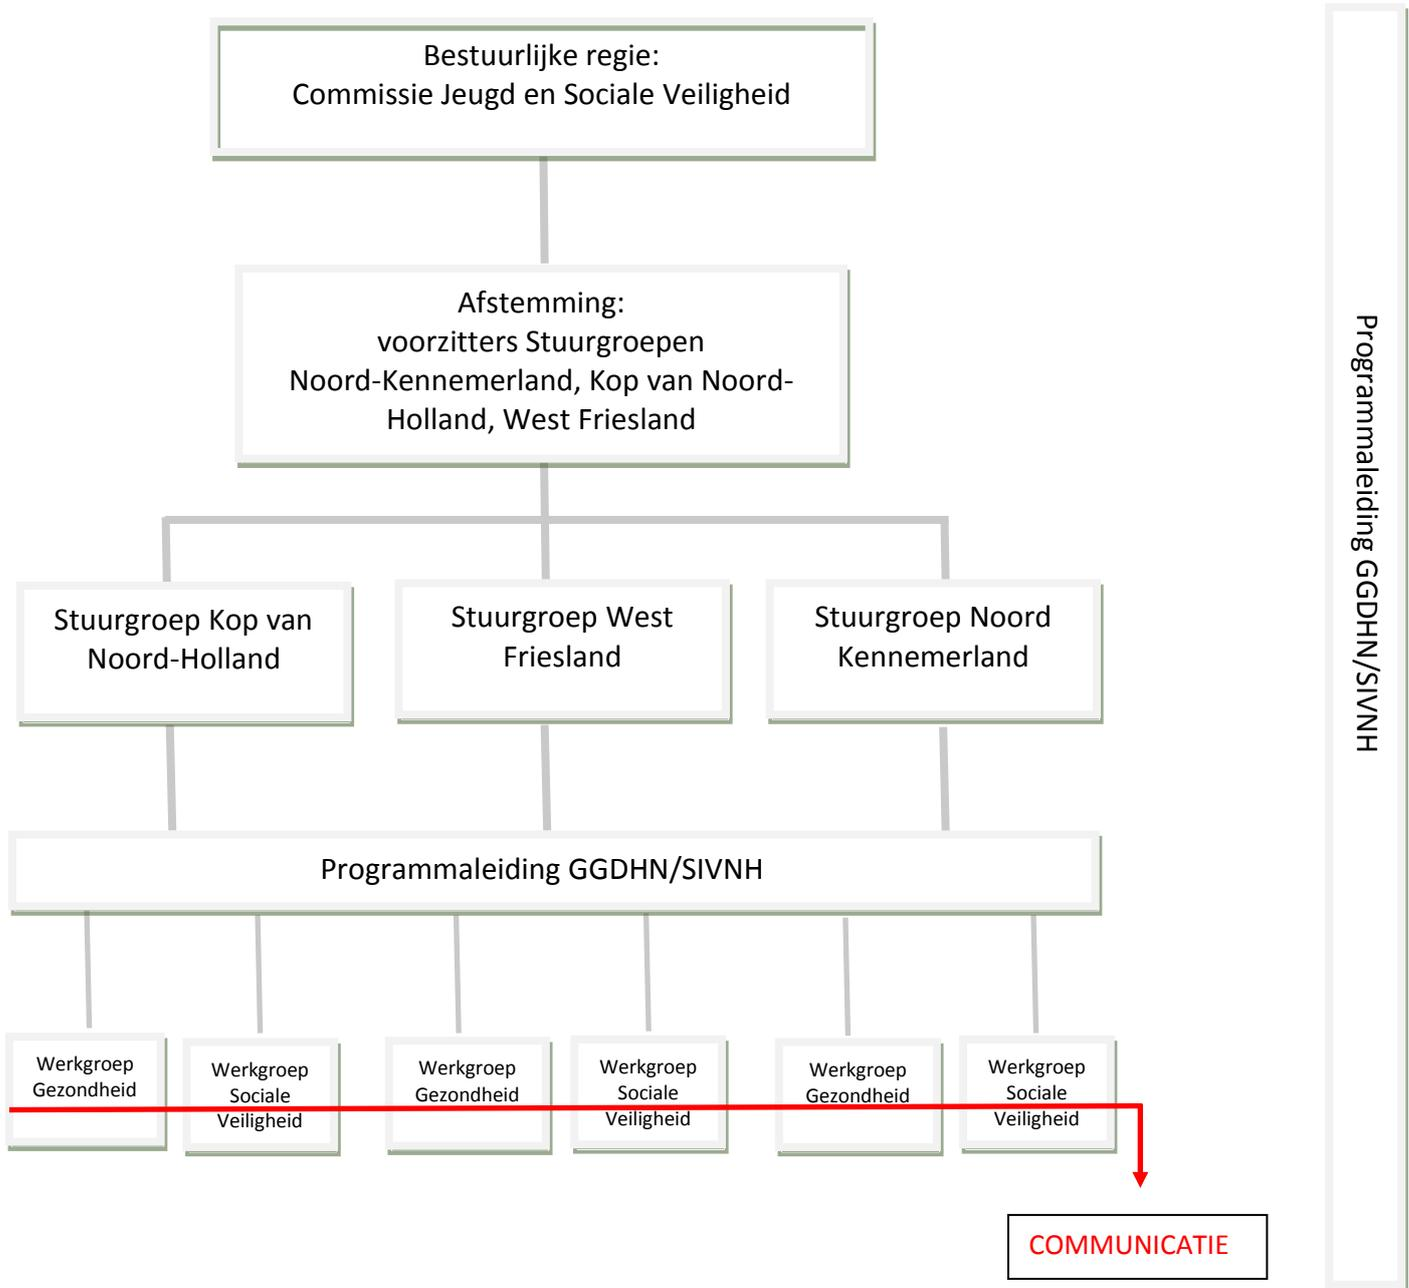 Bestuurlijke regie:
Commissie Jeugd en Sociale Veiligheid
Afstemming:
voorzitters Stuurgroepen
Noord-Kennemerland, Kop van Noord-
Holland, West Friesland
Stuurgroep Kop van
Noord-Holland
Stuurgroep West
Friesland
Stuurgroep Noord
Kennemerland
Programmaleiding GGDHN/SIVNH
Werkgroep
Gezondheid
Werkgroep
Sociale
Veiligheid
Werkgroep
Gezondheid
Werkgroep
Sociale
Veiligheid
Werkgroep
Gezondheid
Werkgroep
Sociale
Veiligheid
COMMUNICATIE
Programmaleiding GGDHN/SIVNH